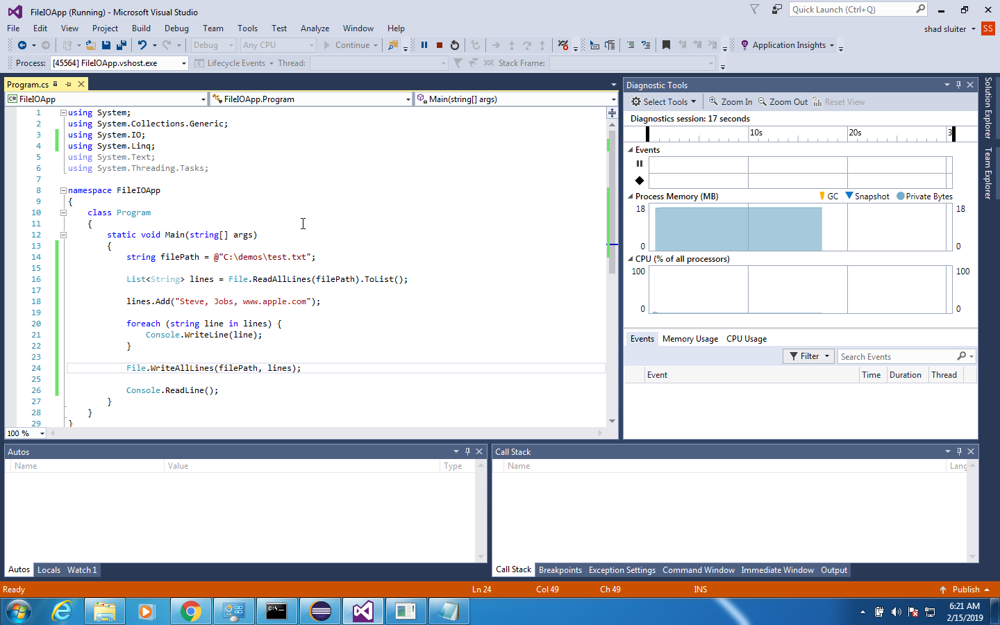 FileIOApp (Running) - Microsoft Visual Studio
Quick Launch (Ctrl+Q)
File Edit View Project Build Debug Team Tools Test Analyze Window Help
shad sluiter SS
Debug Any CPU Continue Application Insights
Process: [45564] FileIOApp.vshost.exe Lifecycle Events Thread: Stack Frame:
Program.cs
FileIOApp FileIOApp.Program Main(string[] args)
1 using System;
2 using System.Collections.Generic;
3 using System.IO;
4 using System.Linq;
5 using System.Text;
6 using System.Threading.Tasks;
7
8 namespace FileIOApp
9 {
10 class Program
11 {
12 static void Main(string[] args)
13 {
14 string filePath = @"C:\demos\test.txt";
15
16 List<String> lines = File.ReadAllLines(filePath).ToList();
17
18 lines.Add("Steve, Jobs, www.apple.com");
19
20 foreach (string line in lines) {
21 Console.WriteLine(line);
22 }
23
24 File.WriteAllLines(filePath, lines);
25
26 Console.ReadLine();
27 }
28 }
29 }
100 %
Diagnostic Tools
Select Tools Zoom In Zoom Out Reset View
Diagnostics session: 17 seconds
10s 20s 3
Events
Process Memory (MB) GC Snapshot Private Bytes
18 18
0 0
CPU (% of all processors)
100 100
0 0
Events Memory Usage CPU Usage
Filter Search Events
Event Time Duration Thread
Solution Explorer
Team Explorer
Autos
Name Value Type
Autos Locals Watch 1
Call Stack
Name Lang
Call Stack Breakpoints Exception Settings Command Window Immediate Window Output
Ready Ln 24 Col 49 Ch 49 INS Publish
C:\
6:21 AM
2/15/2019